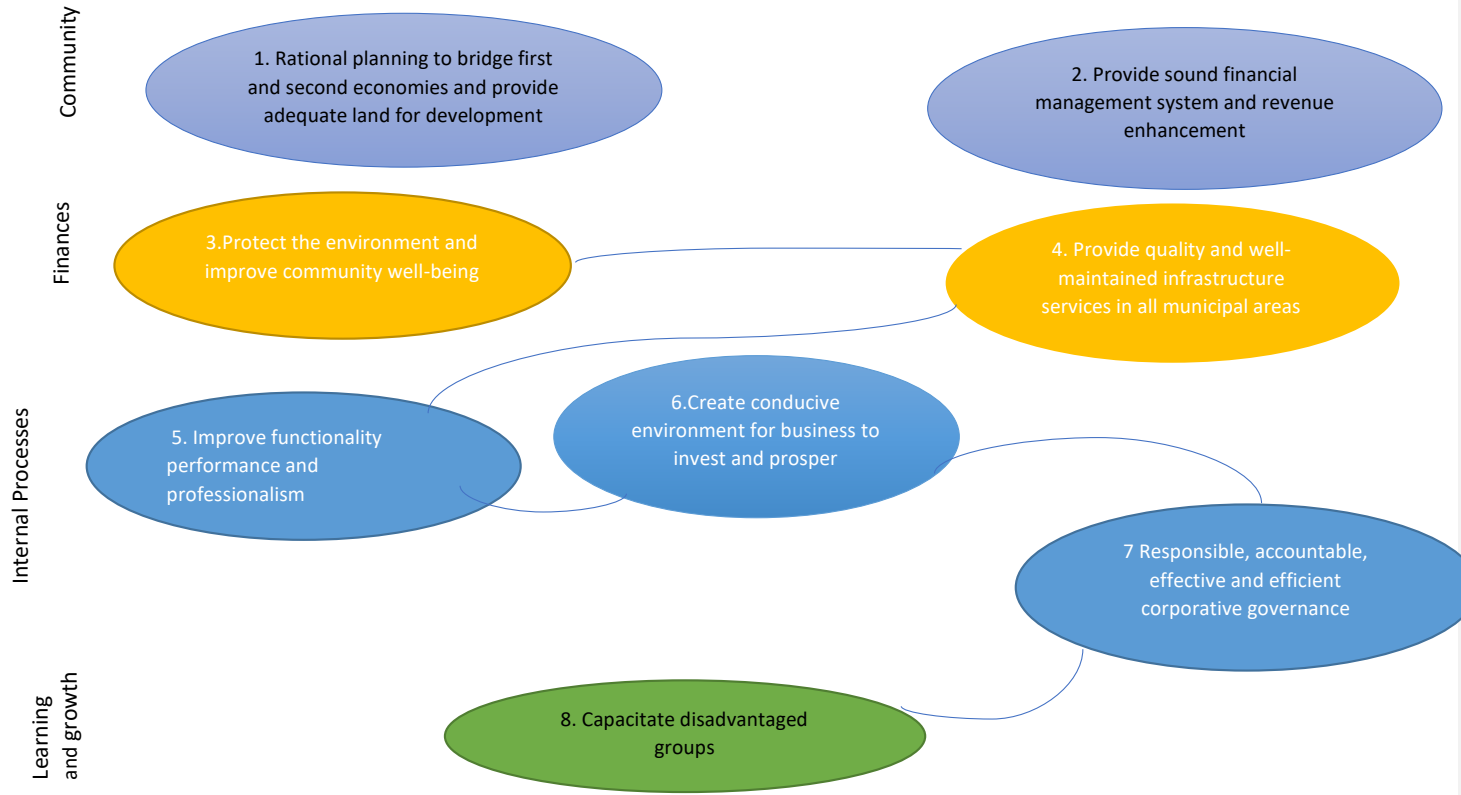 Community
1. Rational planning to bridge first
and second economies and provide
adequate land for development
2. Provide sound financial
management system and revenue
enhancement
Finances
3.Protect the environment and
improve community well-being
4. Provide quality and well-
maintained infrastructure
services in all municipal areas
Internal Processes
5. Improve functionality
performance and
professionalism
6.Create conducive
environment for business to
invest and prosper
7 Responsible, accountable,
effective and efficient
corporative governance
Learning
and growth
8. Capacitate disadvantaged
groups